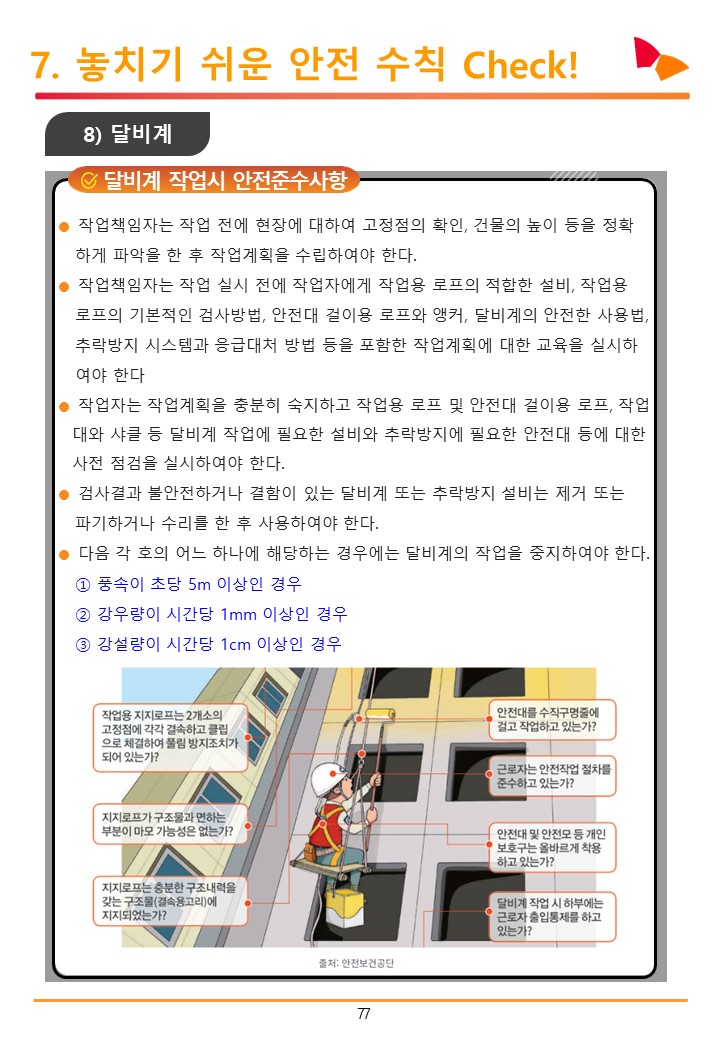 7. 놓치기 쉬운 안전 수칙 Check!
8) 달비계
달비계 작업시 안전준수사항
● 작업책임자는 작업 전에 현장에 대하여 고정점의 확인, 건물의 높이 등을 정확
하게 파악을 한 후 작업계획을 수립하여야 한다.
● 작업책임자는 작업 실시 전에 작업자에게 작업용 로프의 적합한 설비, 작업용
로프의 기본적인 검사방법, 안전대 걸이용 로프와 앵커, 달비계의 안전한 사용법,
추락방지 시스템과 응급대처 방법 등을 포함한 작업계획에 대한 교육을 실시하
여야 한다
● 작업자는 작업계획을 충분히 숙지하고 작업용 로프 및 안전대 걸이용 로프, 작업
대와 샤클 등 달비계 작업에 필요한 설비와 추락방지에 필요한 안전대 등에 대한
사전 점검을 실시하여야 한다.
● 검사결과 불안전하거나 결함이 있는 달비계 또는 추락방지 설비는 제거 또는
파기하거나 수리를 한 후 사용하여야 한다.
● 다음 각 호의 어느 하나에 해당하는 경우에는 달비계의 작업을 중지하여야 한다.
① 풍속이 초당 5m 이상인 경우
② 강우량이 시간당 1mm 이상인 경우
③ 강설량이 시간당 1cm 이상인 경우
작업용 지지로프는 2개소의
고정점에 각각 결속하고 클립
으로 체결하여 풀림 방지조치가
되어 있는가?
지지로프가 구조물과 면하는
부분이 마모 가능성은 없는가?
지지로프는 충분한 구조내력을
갖는 구조물(결속용고리)에
지지되었는가?
안전대를 수직구명줄에
걸고 작업하고 있는가?
근로자는 안전작업 절차를
준수하고 있는가?
안전대 및 안전모 등 개인
보호구는 올바르게 착용
하고 있는가?
달비계 작업 시 하부에는
근로자 출입통제를 하고
있는가?
출처: 안전보건공단
77